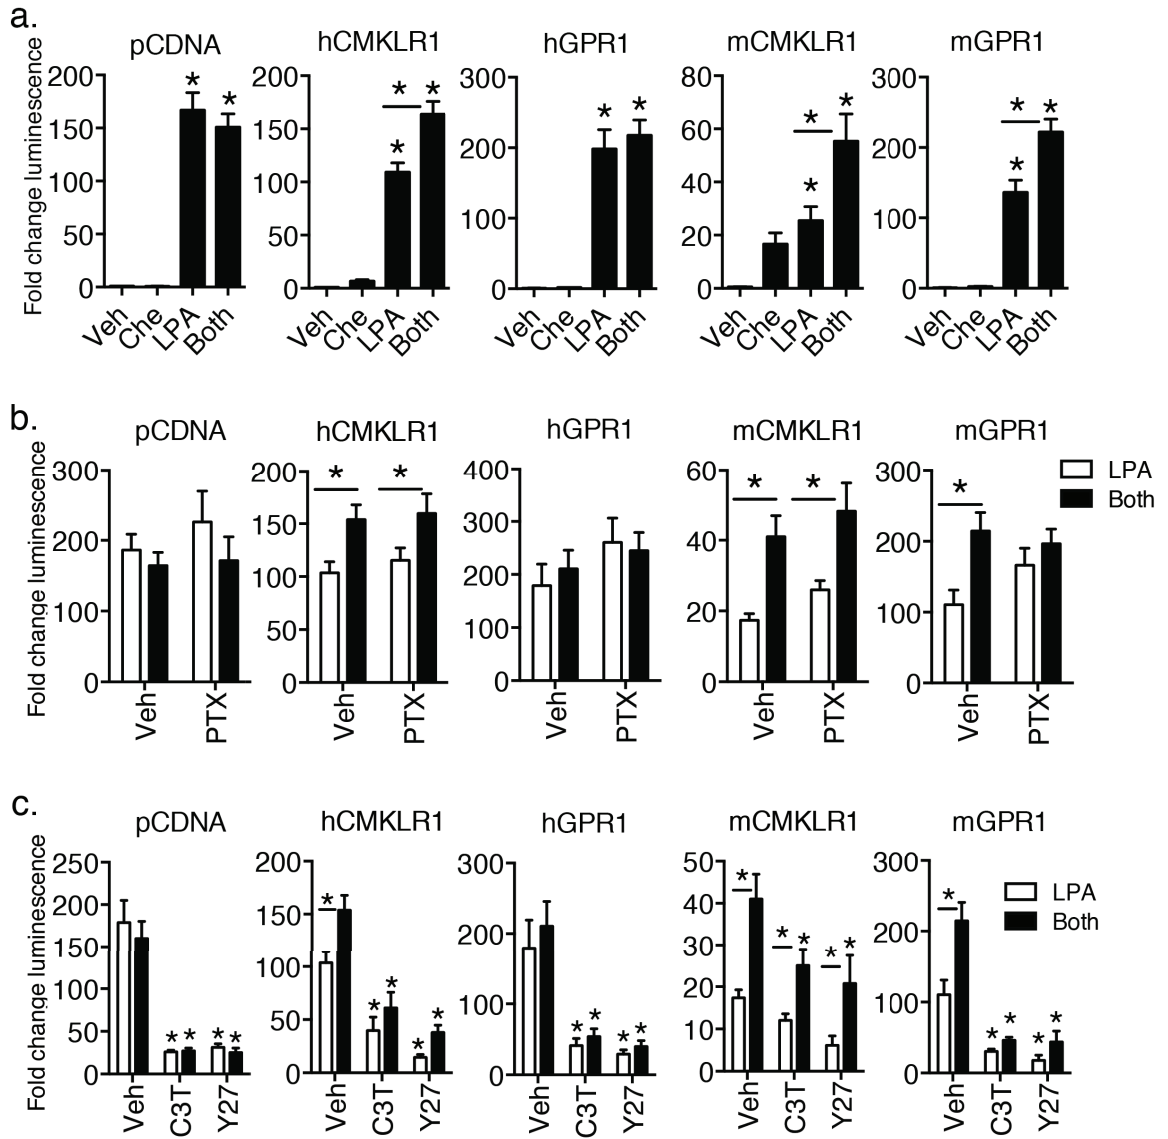 a.
pCDNA hCMKLR1 hGPR1 mCMKLR1 mGPR1
Fold change luminescence
200 150 100 50 0
200 150 100 50 0
300 200 100 0
80 60 40 20 0
300 200 100 0
* *
* * *
* *
* * *
* * *
Veh Che LPA Both
Veh Che LPA Both
Veh Che LPA Both
Veh Che LPA Both
Veh Che LPA Both
b.
pCDNA hCMKLR1 hGPR1 mCMKLR1 mGPR1
Fold change luminescence
300 200 100 0
200 150 100 50 0
400 300 200 100 0
60 40 20 0
300 200 100 0
* *
* *
*
LPA
Both
Veh PTX
Veh PTX
Veh PTX
Veh PTX
Veh PTX
c.
pCDNA hCMKLR1 hGPR1 mCMKLR1 mGPR1
Fold change luminescence
250 200 150 100 50 0
200 150 100 50 0
300 200 100 0
50 40 30 20 10 0
300 200 100 0
* * * *
* * * * *
* * * *
* * * * *
* * * * *
LPA
Both
Veh C3T Y27
Veh C3T Y27
Veh C3T Y27
Veh C3T Y27
Veh C3T Y27